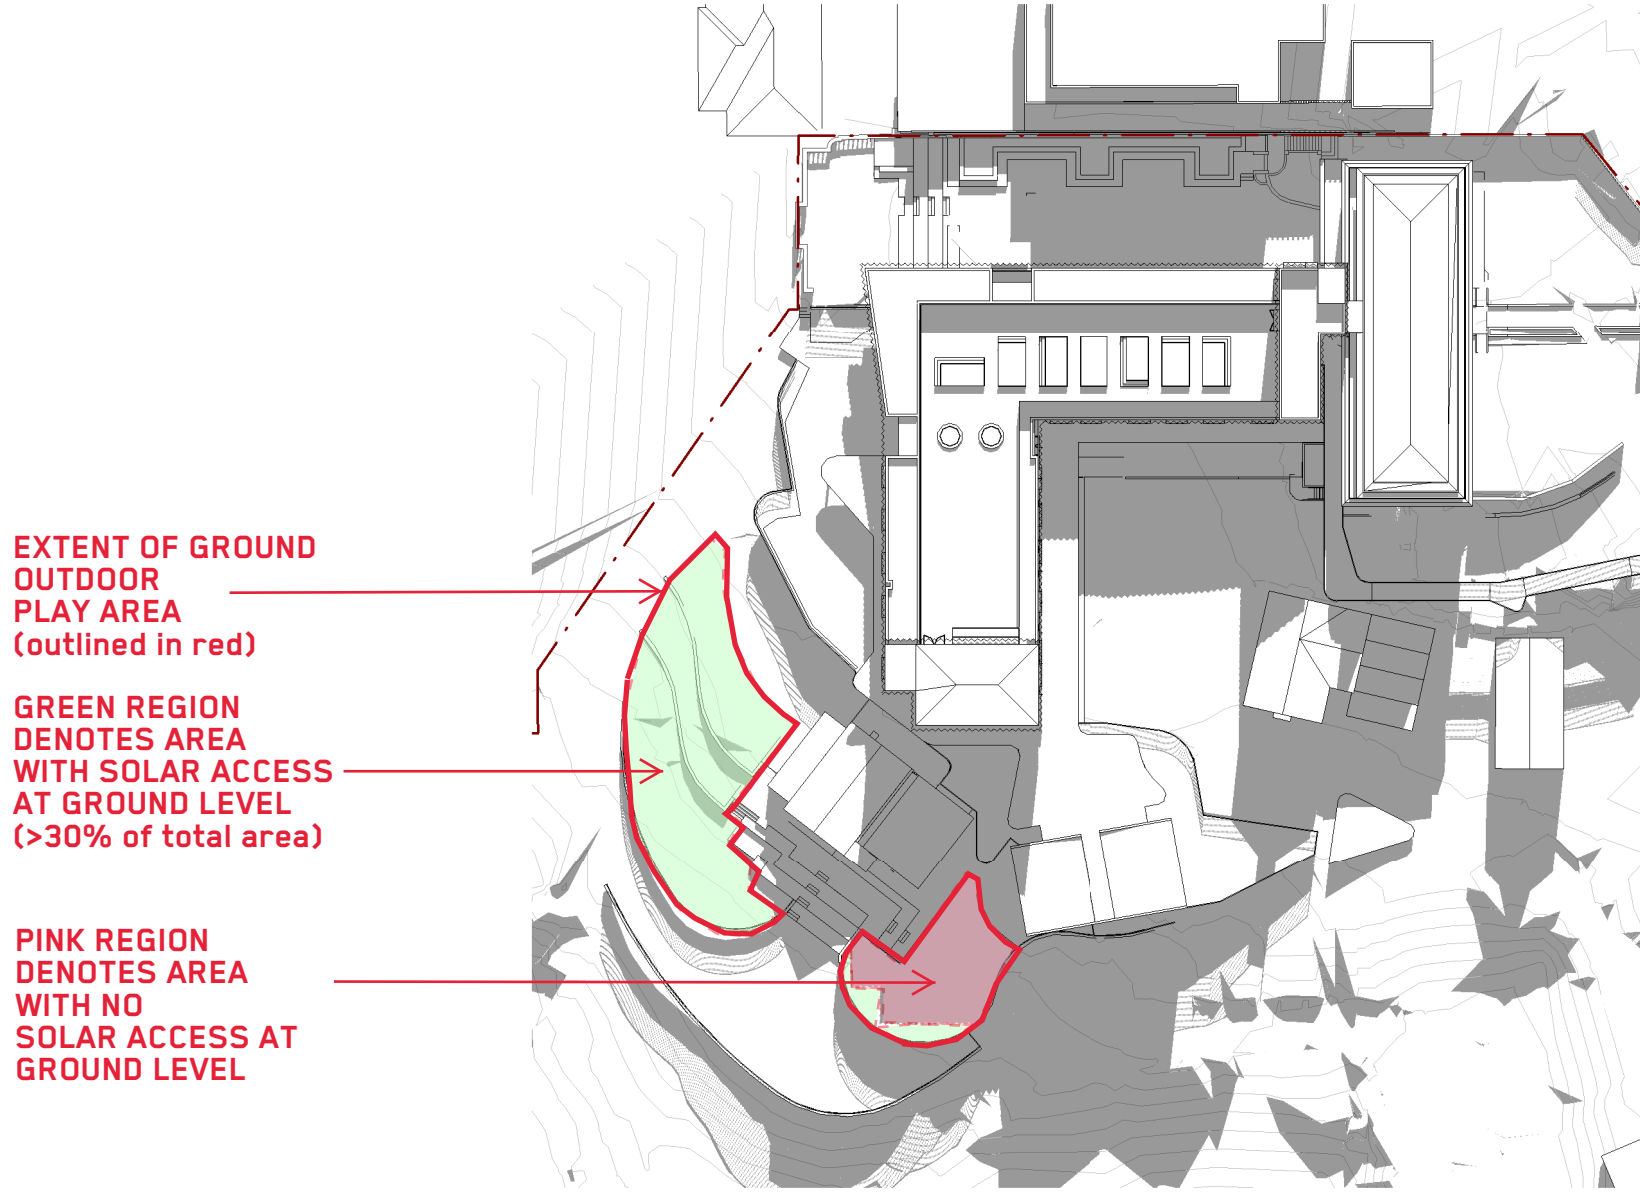 EXTENT OF GROUND
OUTDOOR
PLAY AREA
(outlined in red)
GREEN REGION
DENOTES AREA
WITH SOLAR ACCESS
AT GROUND LEVEL
(>30% of total area)
PINK REGION
DENOTES AREA
WITH NO
SOLAR ACCESS AT
GROUND LEVEL